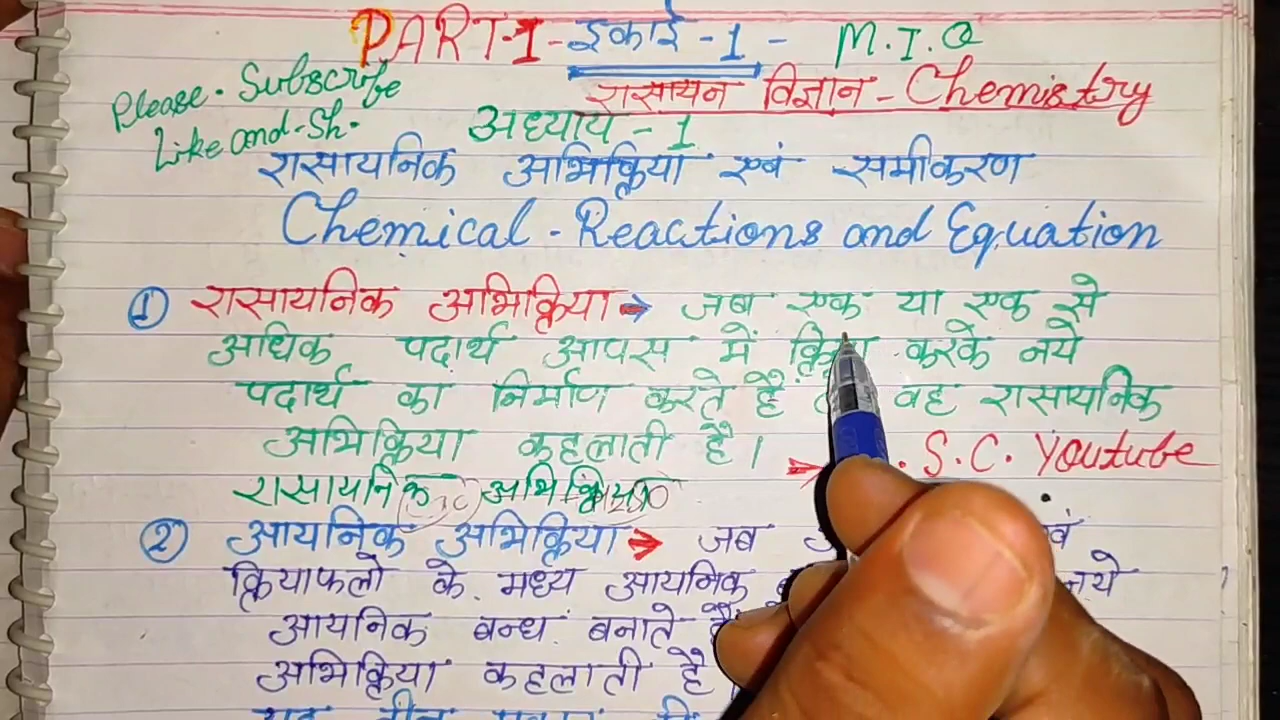 PART-1 - इकाई - 1 - M.I.Q
रासायन विज्ञान - Chemistry
Please. Subscribe
Like and. Sh.
अध्याय - 1
रासायनिक अभिक्रिया एवं समीकरण
Chemical - Reactions and Equation
① रासायनिक अभिक्रिया → जब एक या एक से
अधिक पदार्थ आपस में क्रिया करके नये
पदार्थ का निर्माण करते हैं वह रासायनिक
अभिक्रिया कहलाती है।
S.C. Youtube
रासायनिक
② आयनिक अभिक्रिया → जब
क्रियाफलो के मध्य आयनिक नये
आयनिक बन्ध बनाते हैं
अभिक्रिया कहलाती है